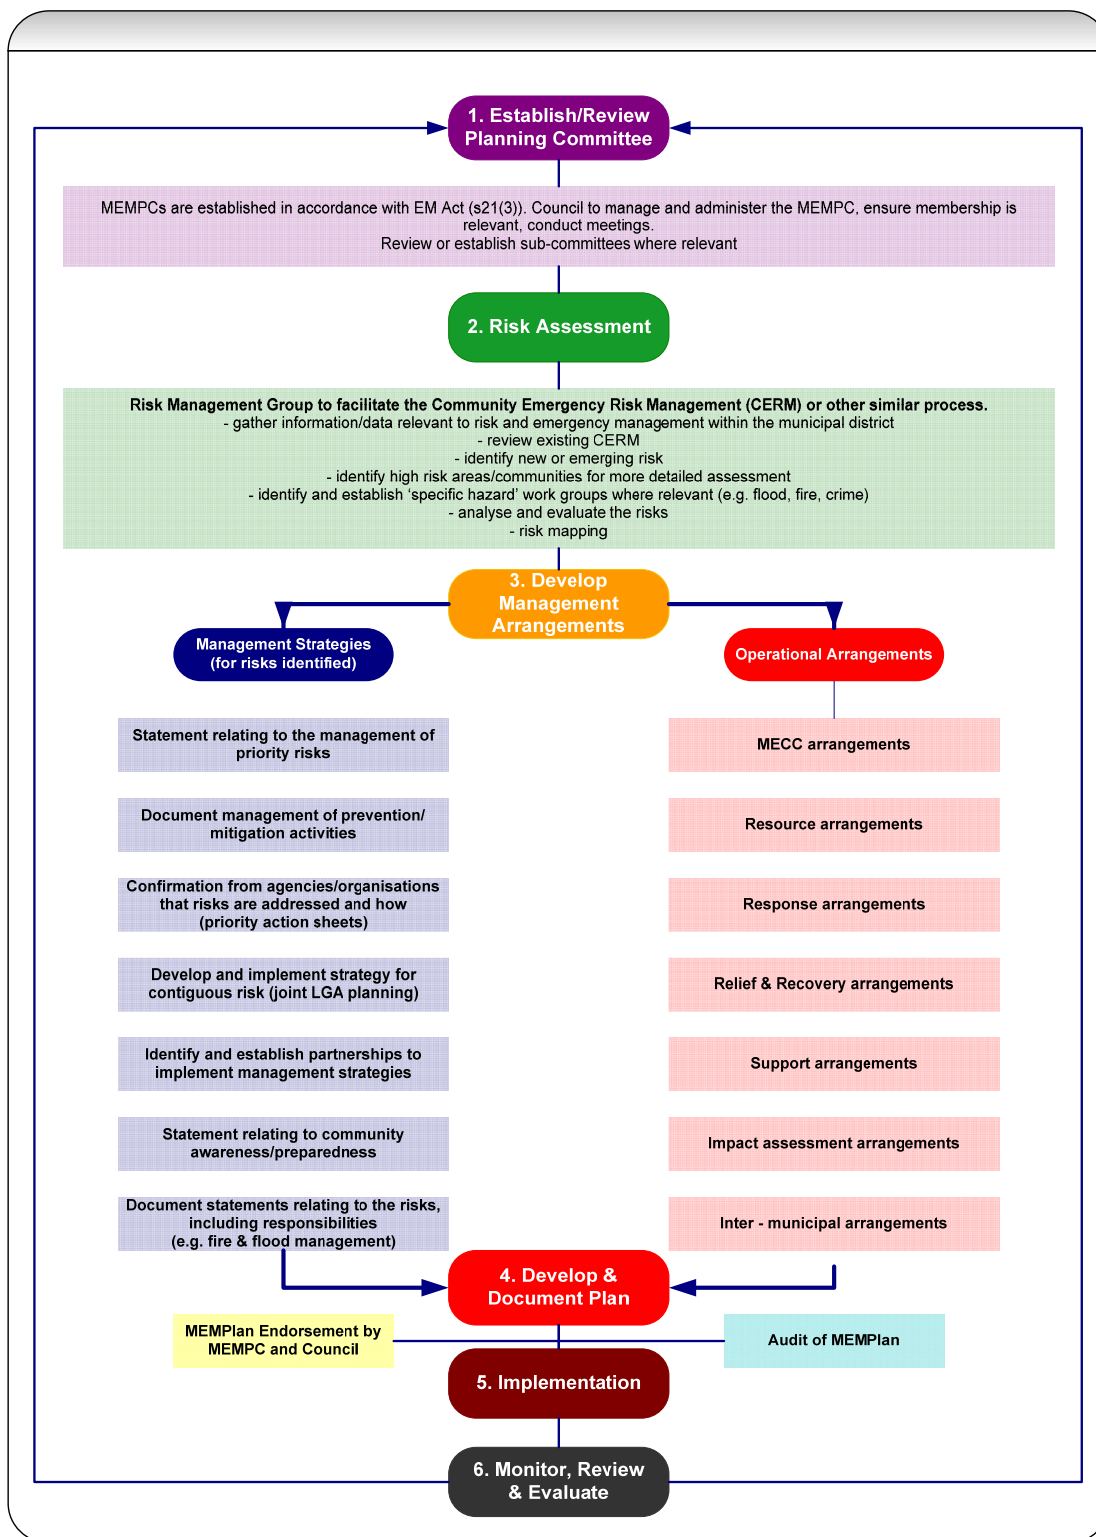 1. Establish/Review
Planning Committee
MEMPCs are established in accordance with EM Act (s21(3)). Council to manage and administer the MEMPC, ensure membership is
relevant, conduct meetings.
Review or establish sub-committees where relevant
2. Risk Assessment
Risk Management Group to facilitate the Community Emergency Risk Management (CERM) or other similar process.
- gather information/data relevant to risk and emergency management within the municipal district
- review existing CERM
- identify new or emerging risk
- identify high risk areas/communities for more detailed assessment
- identify and establish ‘specific hazard’ work groups where relevant (e.g. flood, fire, crime)
- analyse and evaluate the risks
- risk mapping
3. Develop
Management
Arrangements
Management Strategies
(for risks identified)
Statement relating to the management of
priority risks
Document management of prevention/
mitigation activities
Confirmation from agencies/organisations
that risks are addressed and how
(priority action sheets)
Develop and implement strategy for
contiguous risk (joint LGA planning)
Identify and establish partnerships to
implement management strategies
Statement relating to community
awareness/preparedness
Document statements relating to the risks,
including responsibilities
(e.g. fire & flood management)
Operational Arrangements
MECC arrangements
Resource arrangements
Response arrangements
Relief & Recovery arrangements
Support arrangements
Impact assessment arrangements
Inter - municipal arrangements
4. Develop &
Document Plan
MEMPlan Endorsement by
MEMPC and Council
Audit of MEMPlan
5. Implementation
6. Monitor, Review
& Evaluate